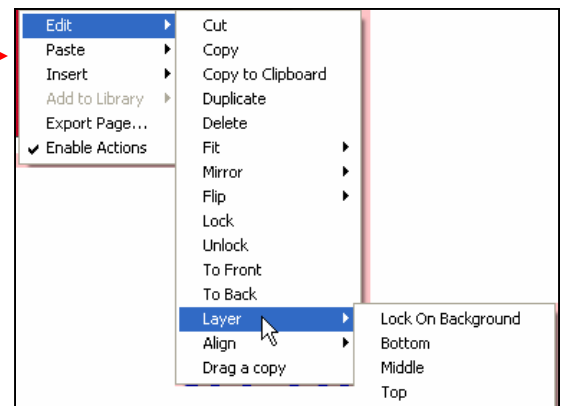 Edit
Paste
Insert
Add to Library
Export Page...
Enable Actions
Cut
Copy
Copy to Clipboard
Duplicate
Delete
Fit
Mirror
Flip
Lock
Unlock
To Front
To Back
Layer
Align
Drag a copy
Lock On Background
Bottom
Middle
Top